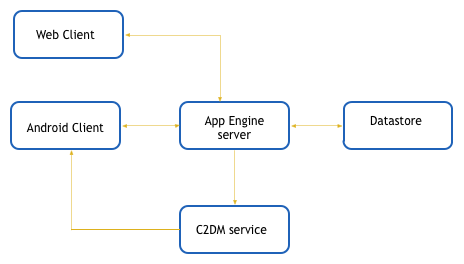 Web Client
Android Client
App Engine
server
Datastore
C2DM service